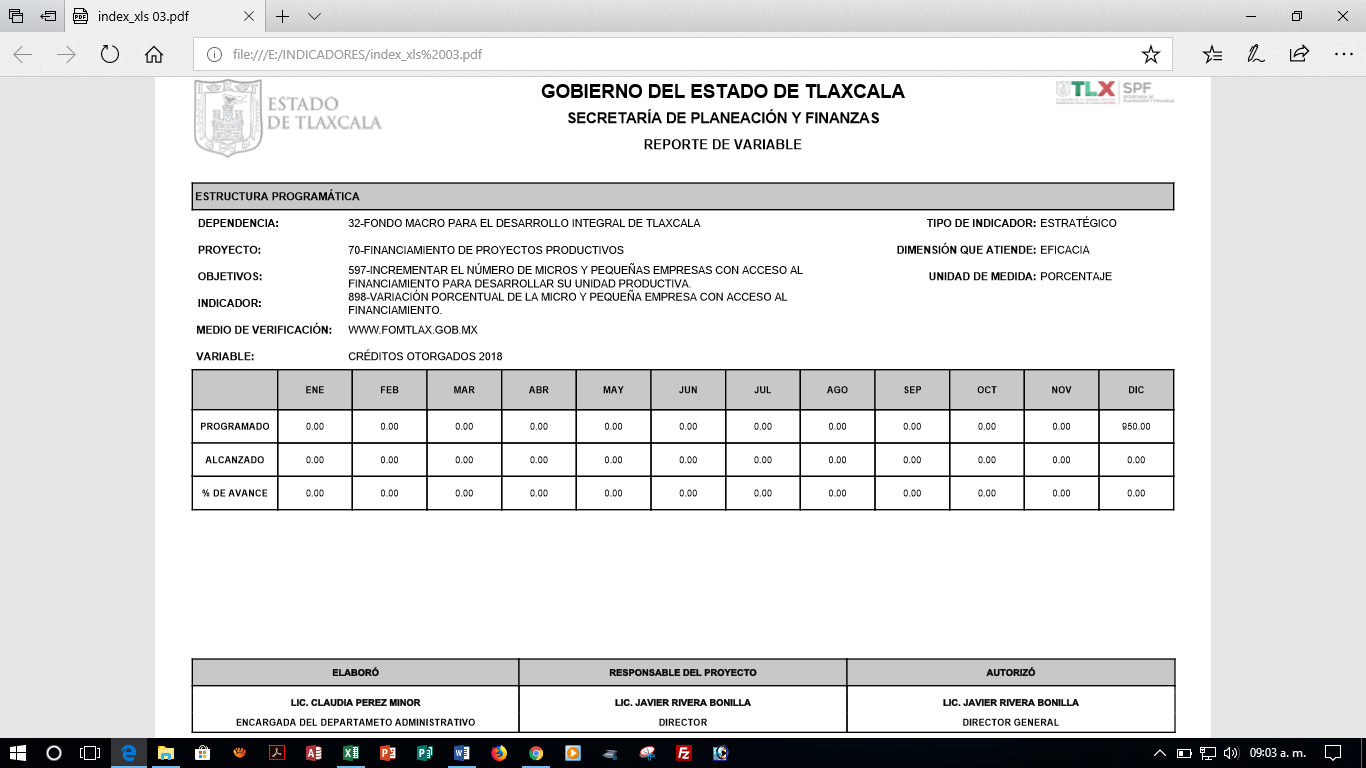 index_xls 03.pdf
file:///E:/INDICADORES/index_xls%2003.pdf
ESTADO
DE TLAXCALA
GOBIERNO DEL ESTADO DE TLAXCALA
SECRETARÍA DE PLANEACIÓN Y FINANZAS
REPORTE DE VARIABLE
TLX SPF
ESTRUCTURA PROGRAMÁTICA
DEPENDENCIA: 32-FONDO MACRO PARA EL DESARROLLO INTEGRAL DE TLAXCALA TIPO DE INDICADOR: ESTRATÉGICO
PROYECTO: 70-FINANCIAMIENTO DE PROYECTOS PRODUCTIVOS DIMENSIÓN QUE ATIENDE: EFICACIA
OBJETIVOS: 597-INCREMENTAR EL NÚMERO DE MICROS Y PEQUEÑAS EMPRESAS CON ACCESO AL
FINANCIAMIENTO PARA DESARROLLAR SU UNIDAD PRODUCTIVA. UNIDAD DE MEDIDA: PORCENTAJE
INDICADOR: 898-VARIACIÓN PORCENTUAL DE LA MICRO Y PEQUEÑA EMPRESA CON ACCESO AL
FINANCIAMIENTO.
MEDIO DE VERIFICACIÓN: WWW.FOMTLAX.GOB.MX
VARIABLE: CRÉDITOS OTORGADOS 2018
ENE FEB MAR ABR MAY JUN JUL AGO SEP OCT NOV DIC
PROGRAMADO 0.00 0.00 0.00 0.00 0.00 0.00 0.00 0.00 0.00 0.00 0.00 950.00
ALCANZADO 0.00 0.00 0.00 0.00 0.00 0.00 0.00 0.00 0.00 0.00 0.00 0.00
% DE AVANCE 0.00 0.00 0.00 0.00 0.00 0.00 0.00 0.00 0.00 0.00 0.00 0.00
ELABORÓ RESPONSABLE DEL PROYECTO AUTORIZÓ
LIC. CLAUDIA PEREZ MINOR LIC. JAVIER RIVERA BONILLA LIC. JAVIER RIVERA BONILLA
ENCARGADA DEL DEPARTAMETO ADMINISTRATIVO DIRECTOR DIRECTOR GENERAL
09:03 a. m.